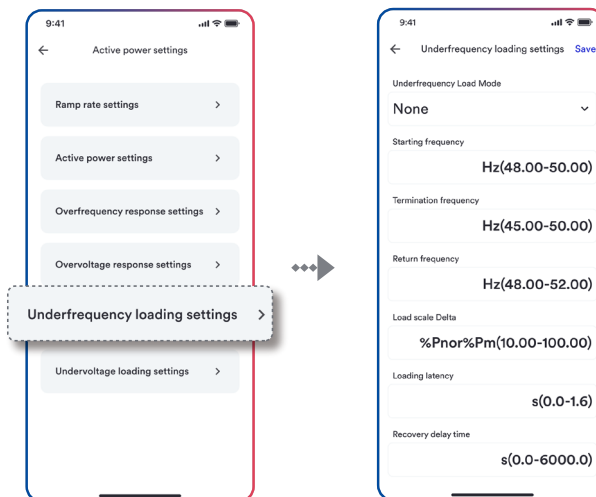 9:41
Active power settings
Ramp rate settings
Active power settings
Overfrequency response settings
Overvoltage response settings
Underfrequency loading settings
Undervoltage loading settings
9:41
Underfrequency loading settings Save
Underfrequency Load Mode
None
Starting frequency
Hz(48.00-50.00)
Termination frequency
Hz(45.00-50.00)
Return frequency
Hz(48.00-52.00)
Load scale Delta
%Pnor%Pm(10.00-100.00)
Loading latency
s(0.0-1.6)
Recovery delay time
s(0.0-6000.0)